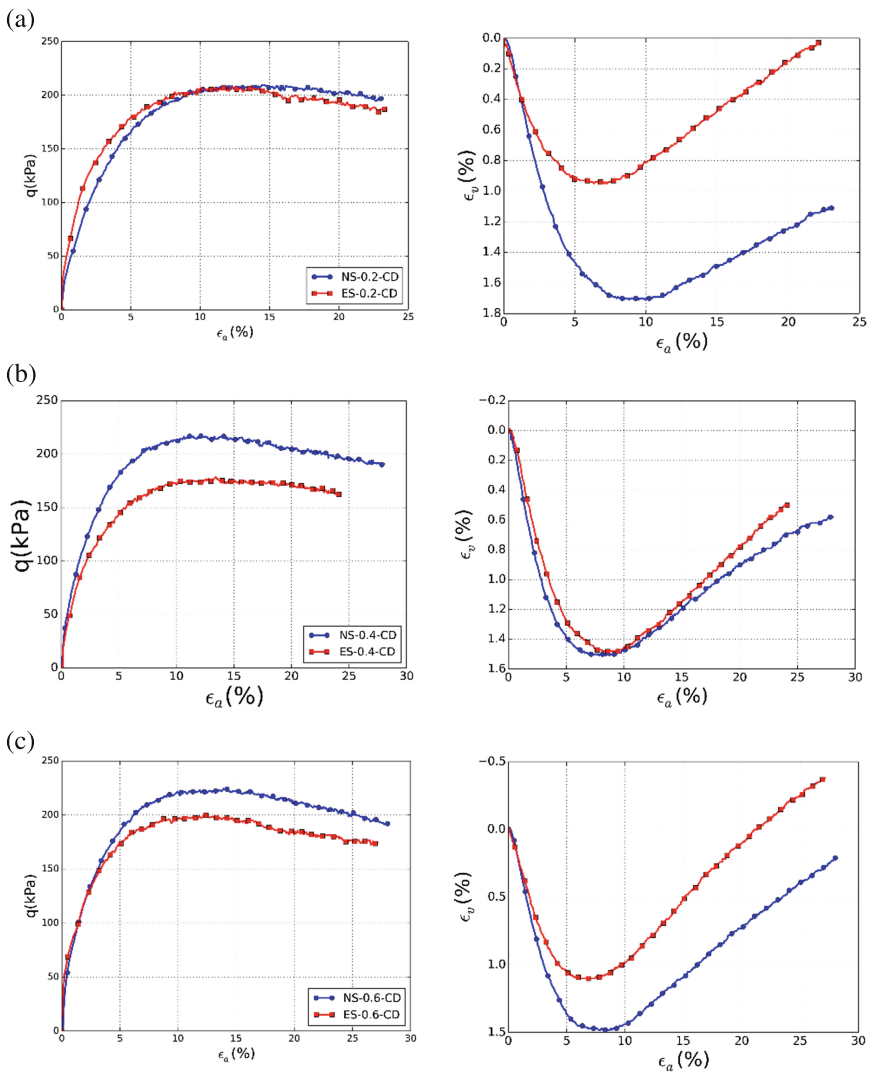 (a)
250
200
150
100
50
0
q(kPa)
0 5 10 15 20 25
ϵa(%)
NS-0.2-CD
ES-0.2-CD
0.0
0.2
0.4
0.6
0.8
1.0
1.2
1.4
1.6
1.8
ϵv(%)
0 5 10 15 20 25
ϵa(%)
(b)
250
200
150
100
50
0
q(kPa)
0 5 10 15 20 25 30
ϵa(%)
NS-0.4-CD
ES-0.4-CD
−0.2
0.0
0.2
0.4
0.6
0.8
1.0
1.2
1.4
1.6
ϵv(%)
0 5 10 15 20 25 30
ϵa(%)
(c)
250
200
150
100
50
0
q(kPa)
0 5 10 15 20 25 30
ϵa(%)
NS-0.6-CD
ES-0.6-CD
−0.5
0.0
0.5
1.0
1.5
ϵv(%)
0 5 10 15 20 25 30
ϵa(%)